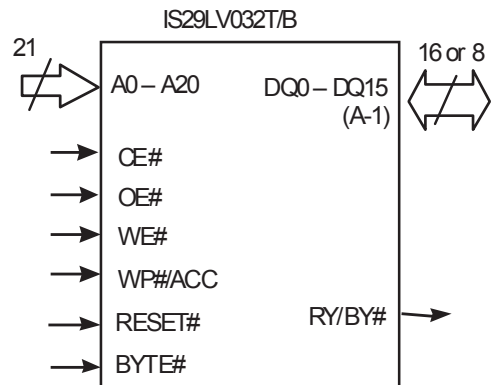 IS29LV032T/B
21
16 or 8
A0 – A20
DQ0 – DQ15
(A-1)
CE#
OE#
WE#
WP#/ACC
RESET#
RY/BY#
BYTE#